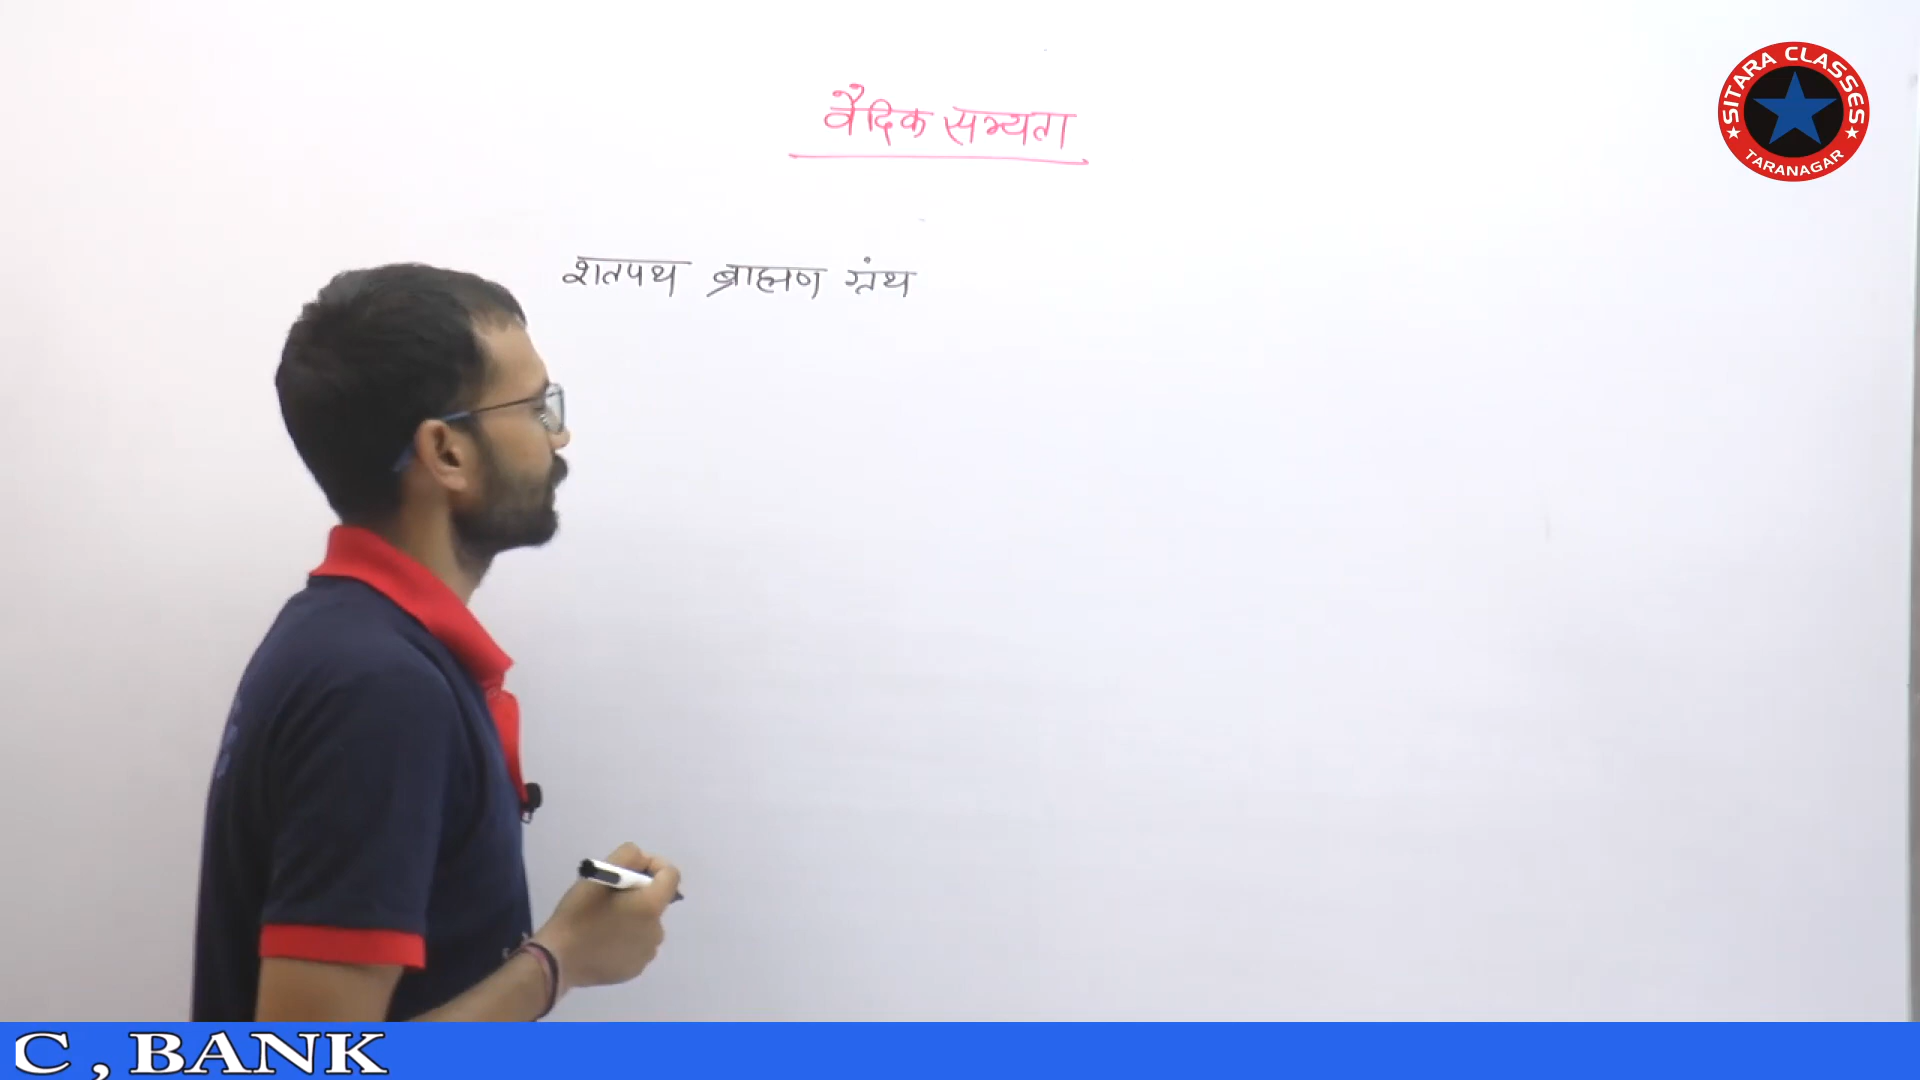 वैदिक सभ्यता
SITARA CLASSES
TARANAGAR
शतपथ ब्राह्मण ग्रंथ
C , BANK